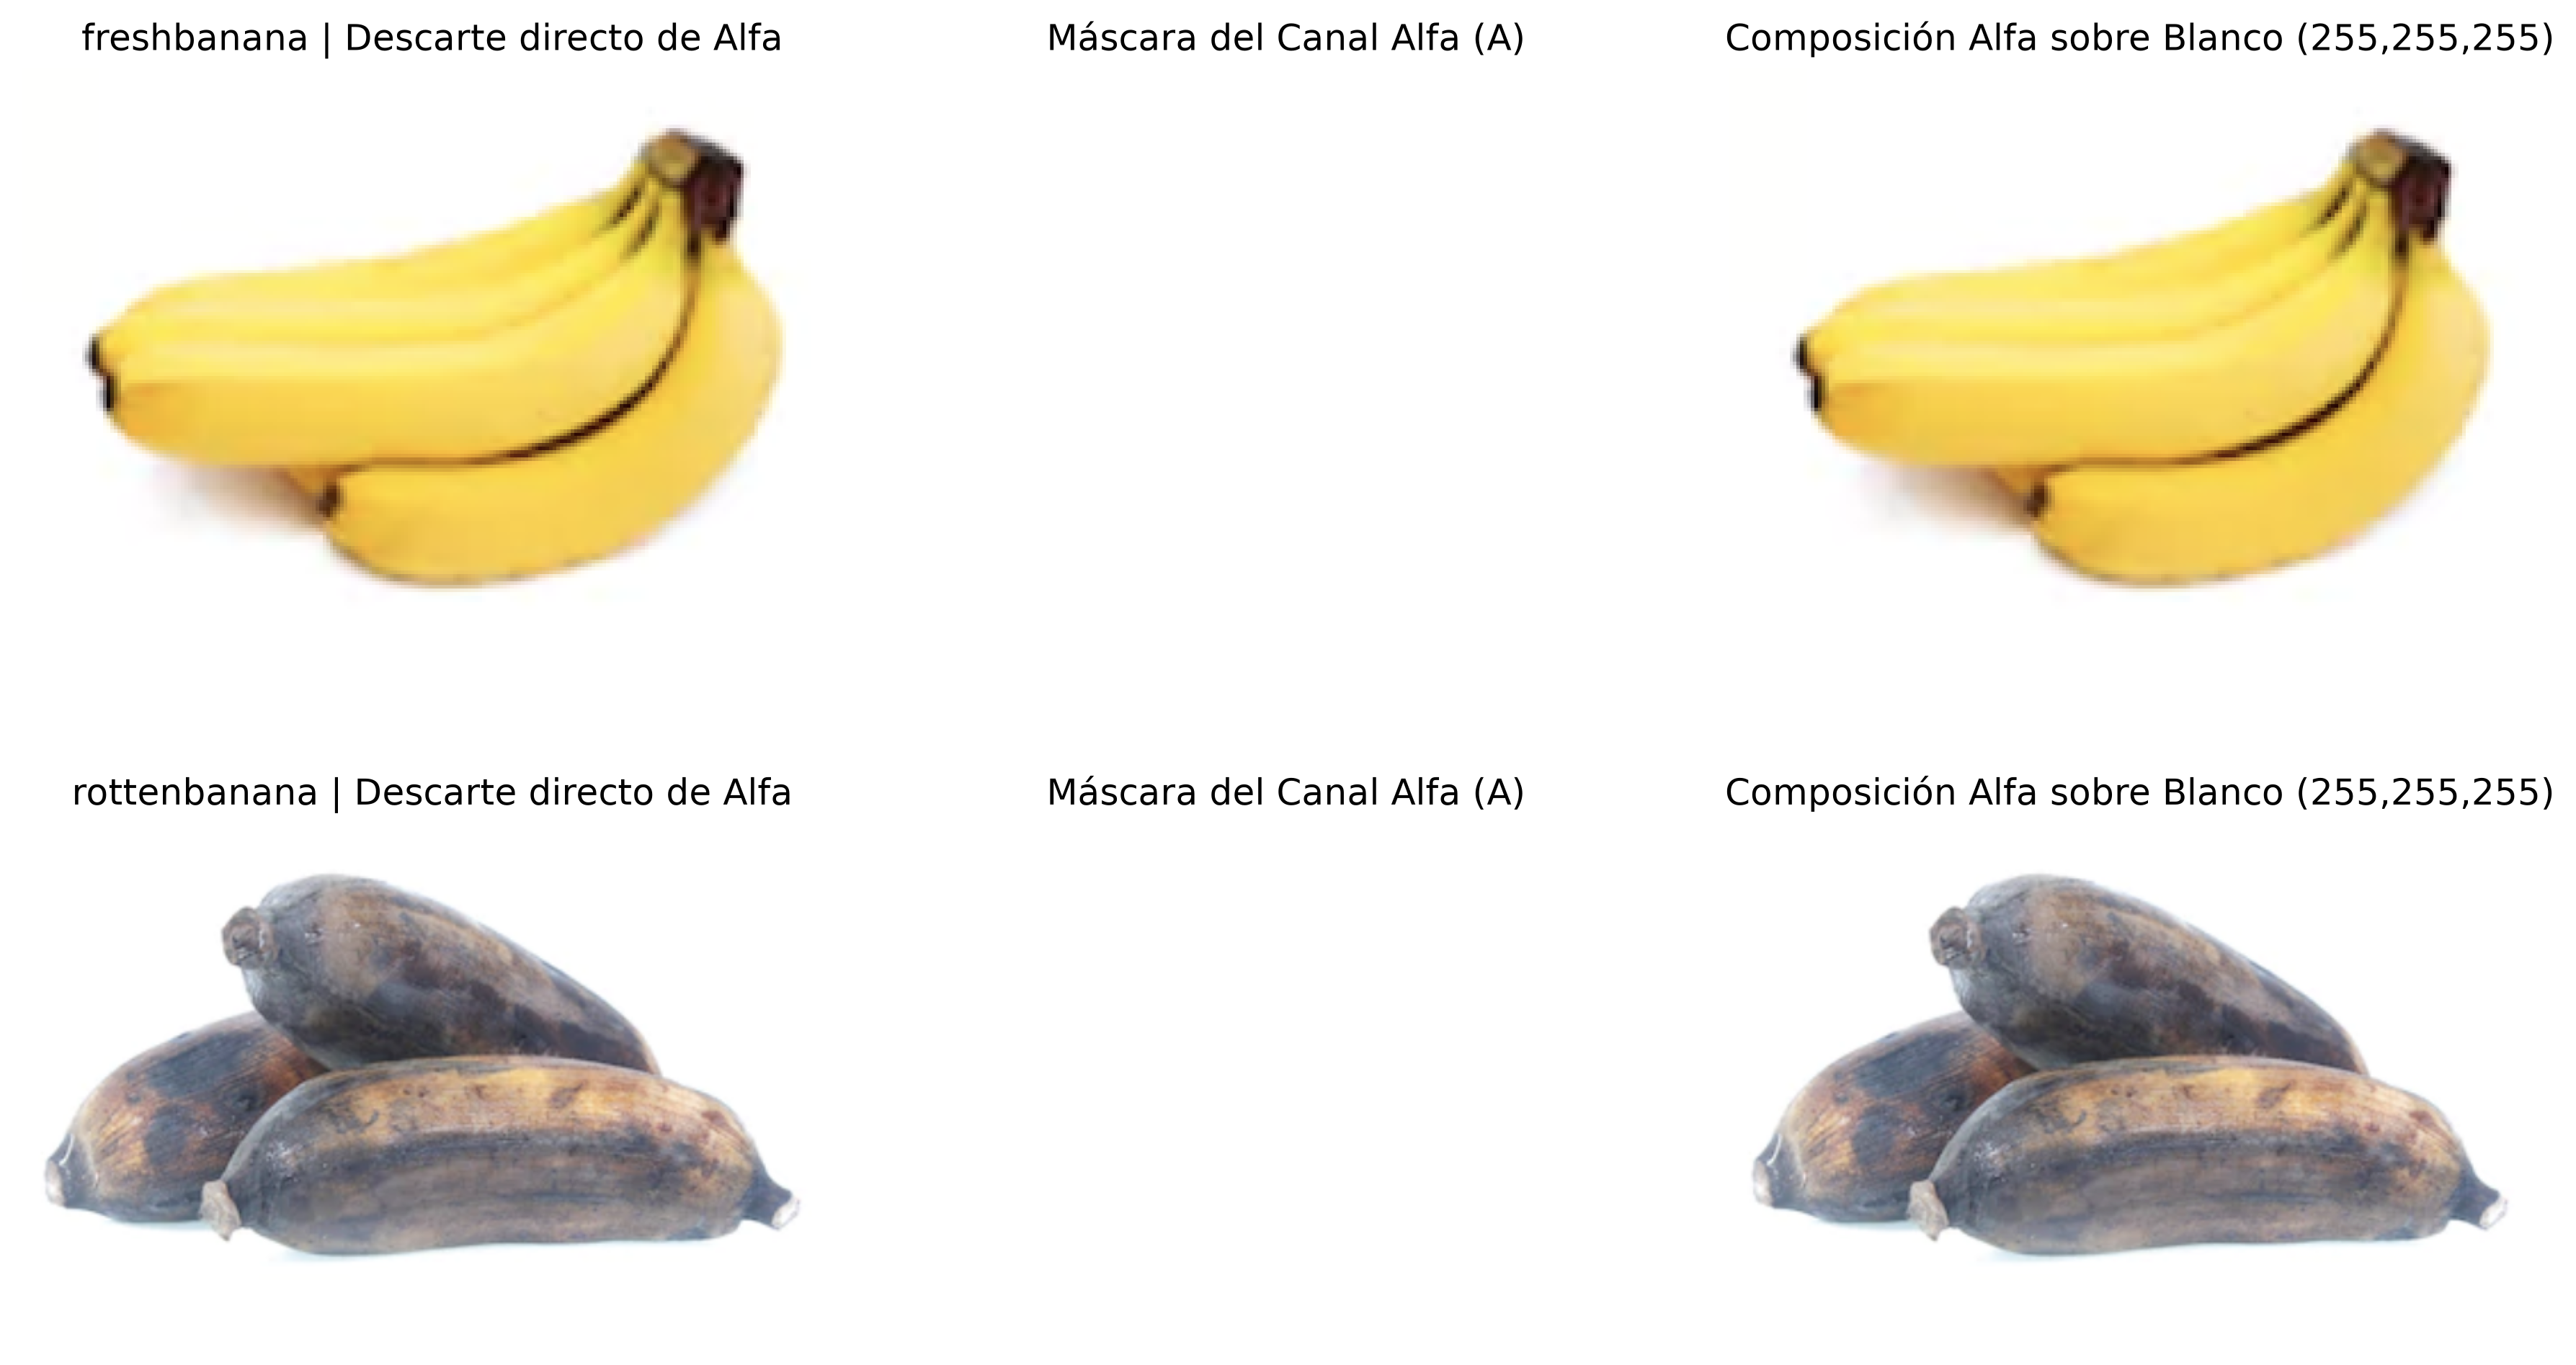 freshbanana | Descarte directo de Alfa
Máscara del Canal Alfa (A)
Composición Alfa sobre Blanco (255,255,255)
rottenbanana | Descarte directo de Alfa
Máscara del Canal Alfa (A)
Composición Alfa sobre Blanco (255,255,255)